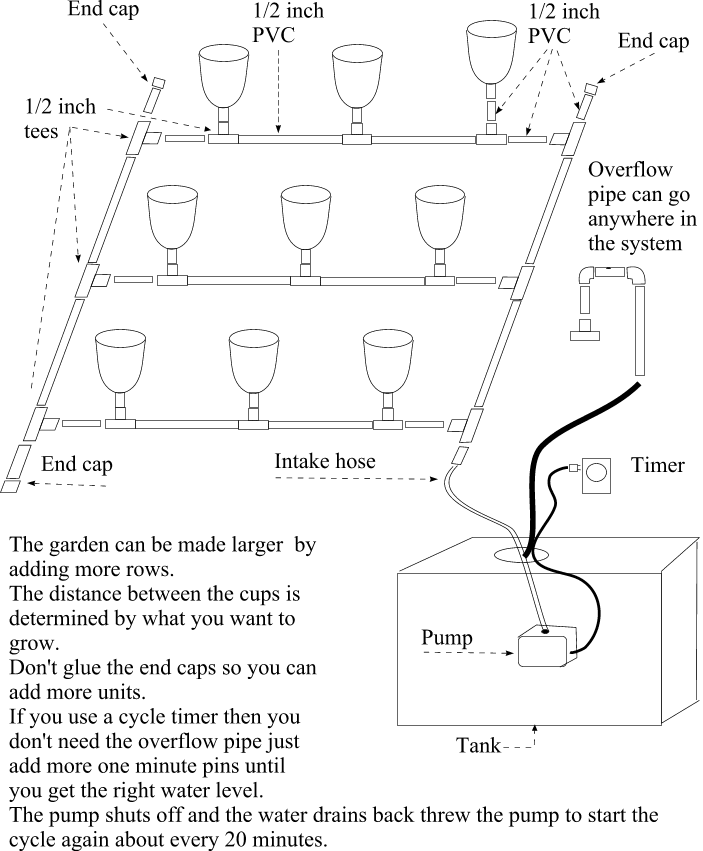 End cap
1/2 inch
PVC
1/2 inch
PVC
End cap
1/2 inch
tees
Overflow
pipe can go
anywhere in
the system
End cap
Intake hose
Timer
The garden can be made larger by
adding more rows.
The distance between the cups is
determined by what you want to
grow.
Don't glue the end caps so you can
add more units.
If you use a cycle timer then you
don't need the overflow pipe just
add more one minute pins until
you get the right water level.
The pump shuts off and the water drains back threw the pump to start the
cycle again about every 20 minutes.
Pump
Tank